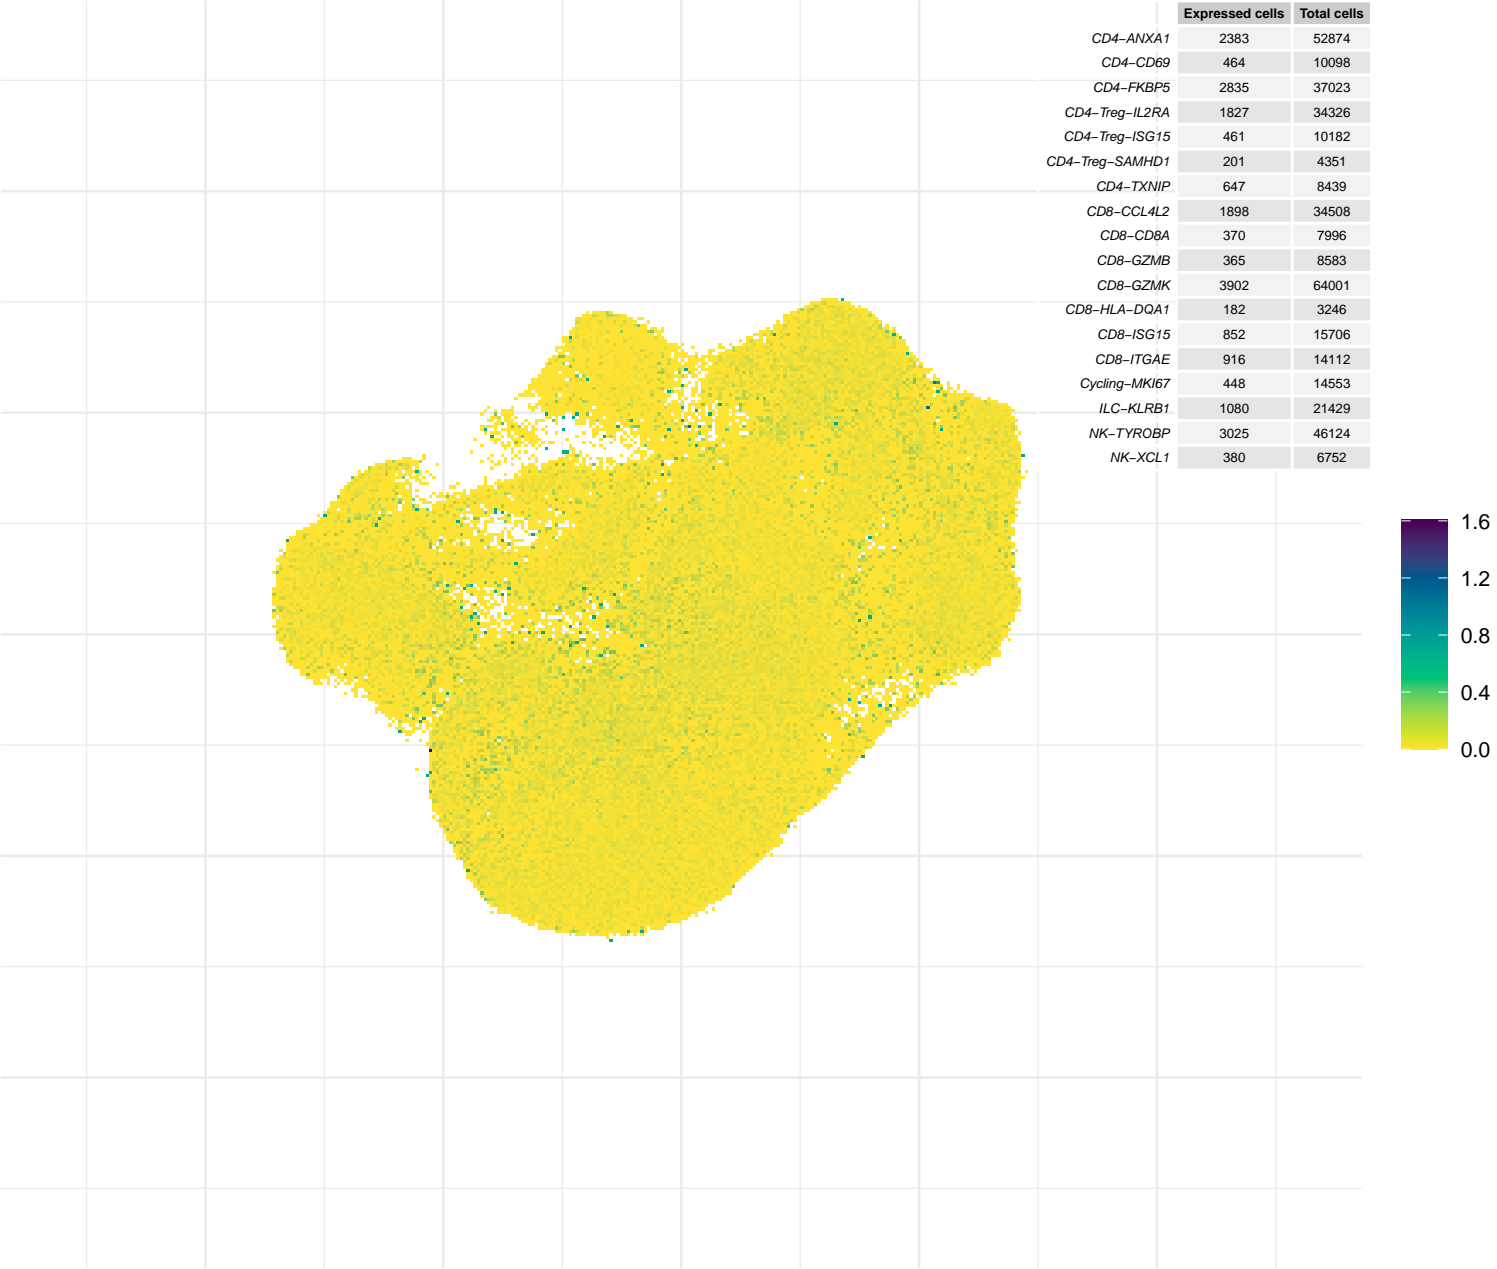 Expressed cells Total cells
CD4−ANXA1 2383 52874
CD4−CD69 464 10098
CD4−FKBP5 2835 37023
CD4−Treg−IL2RA 1827 34326
CD4−Treg−ISG15 461 10182
CD4−Treg−SAMHD1 201 4351
CD4−TXNIP 647 8439
CD8−CCL4L2 1898 34508
CD8−CD8A 370 7996
CD8−GZMB 365 8583
CD8−GZMK 3902 64001
CD8−HLA−DQA1 182 3246
CD8−ISG15 852 15706
CD8−ITGAE 916 14112
Cycling−MKI67 448 14553
ILC−KLRB1 1080 21429
NK−TYROBP 3025 46124
NK−XCL1 380 6752
1.6
1.2
0.8
0.4
0.0